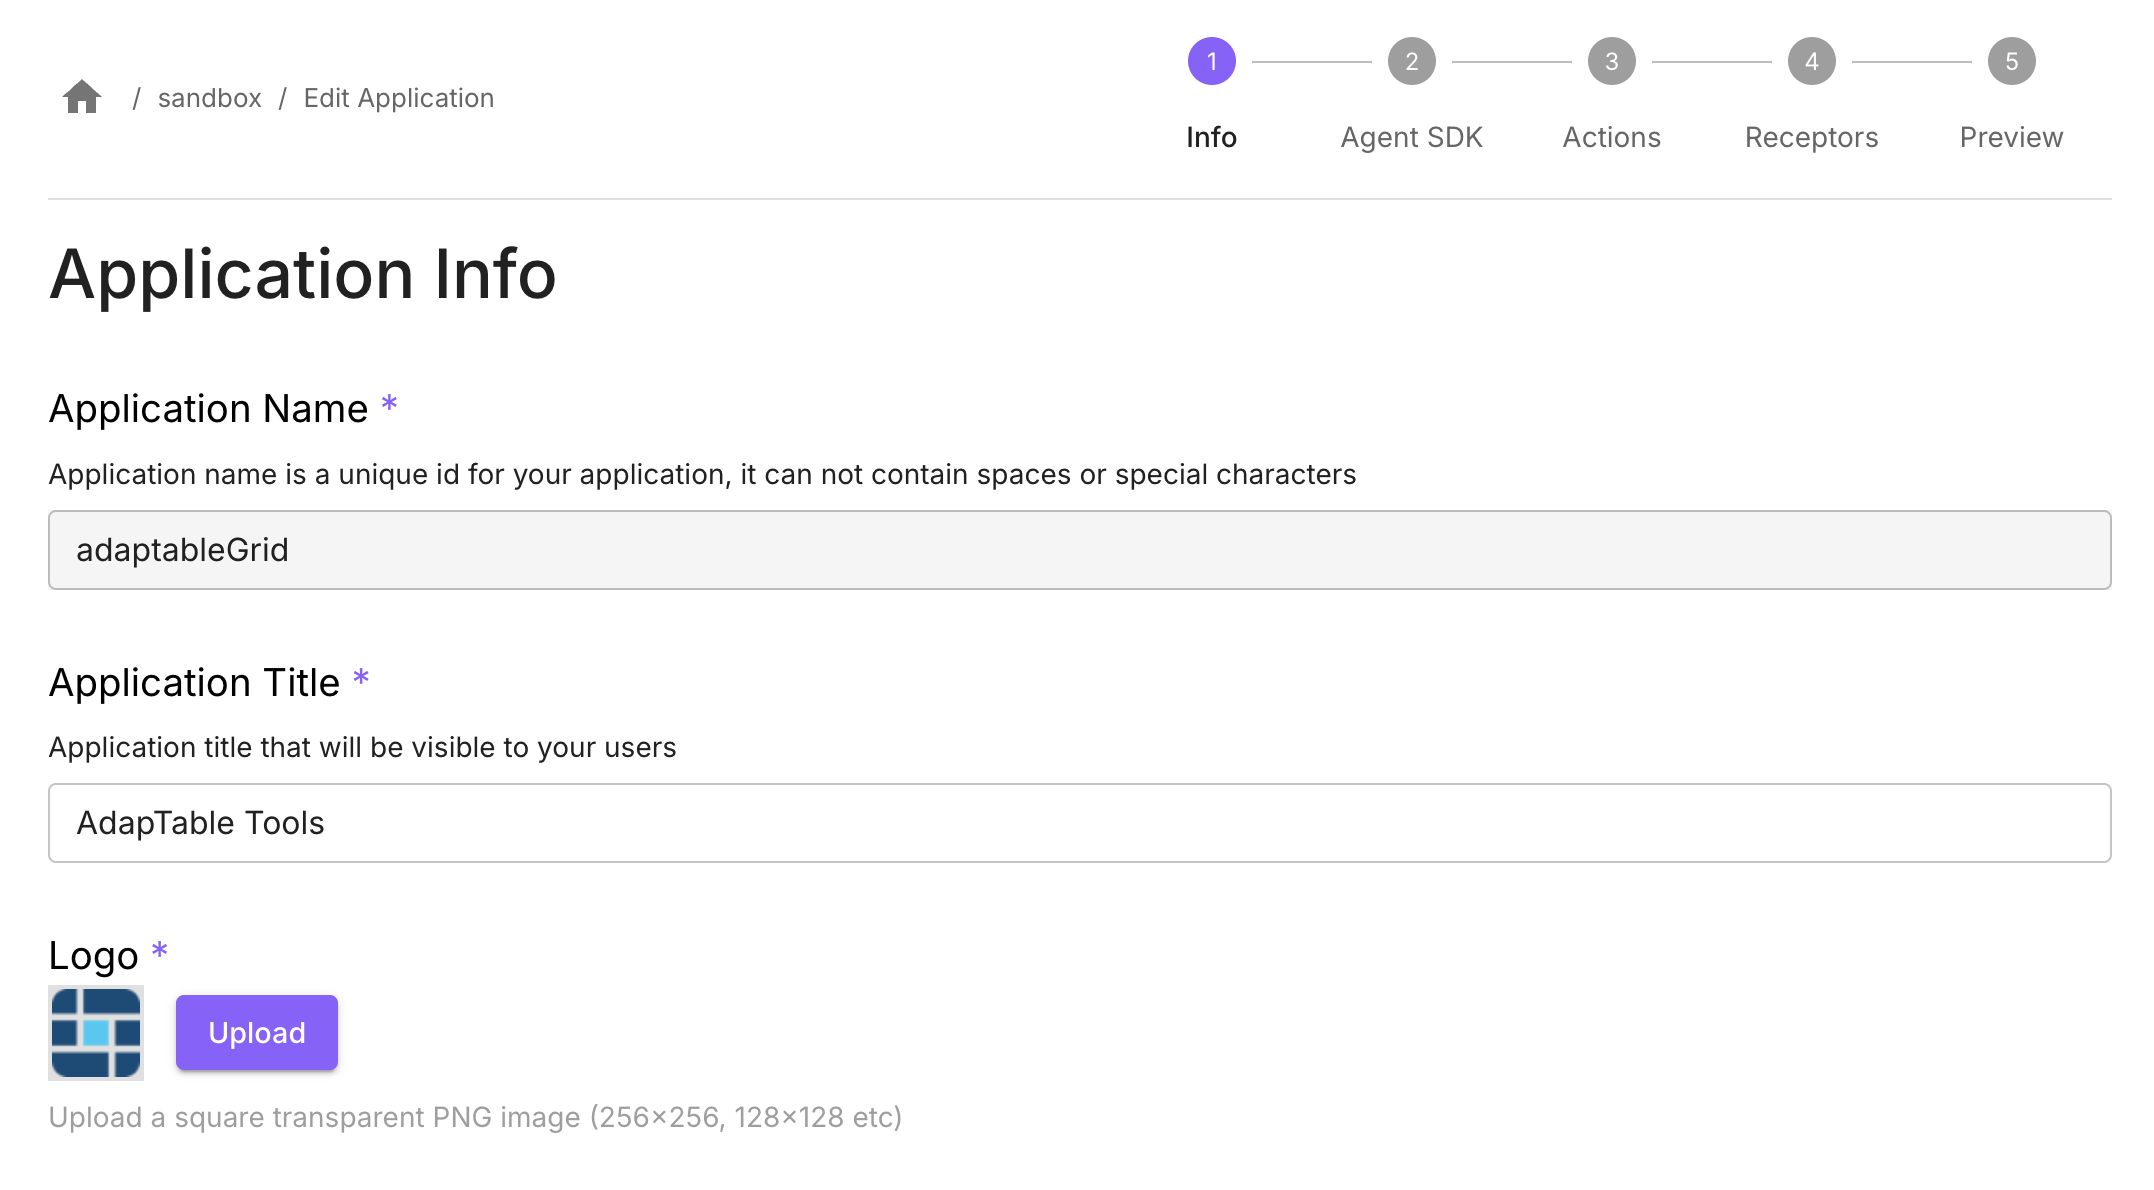 / sandbox / Edit Application
1 2 3 4 5
Info Agent SDK Actions Receptors Preview
Application Info
Application Name *
Application name is a unique id for your application, it can not contain spaces or special characters
adaptableGrid
Application Title *
Application title that will be visible to your users
AdapTable Tools
Logo *
Upload
Upload a square transparent PNG image (256×256, 128×128 etc)